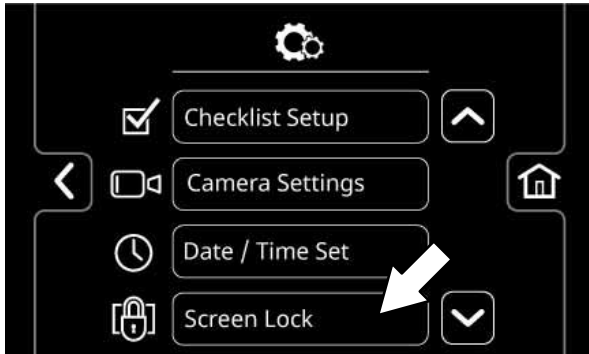 Checklist Setup
Camera Settings
Date / Time Set
Screen Lock